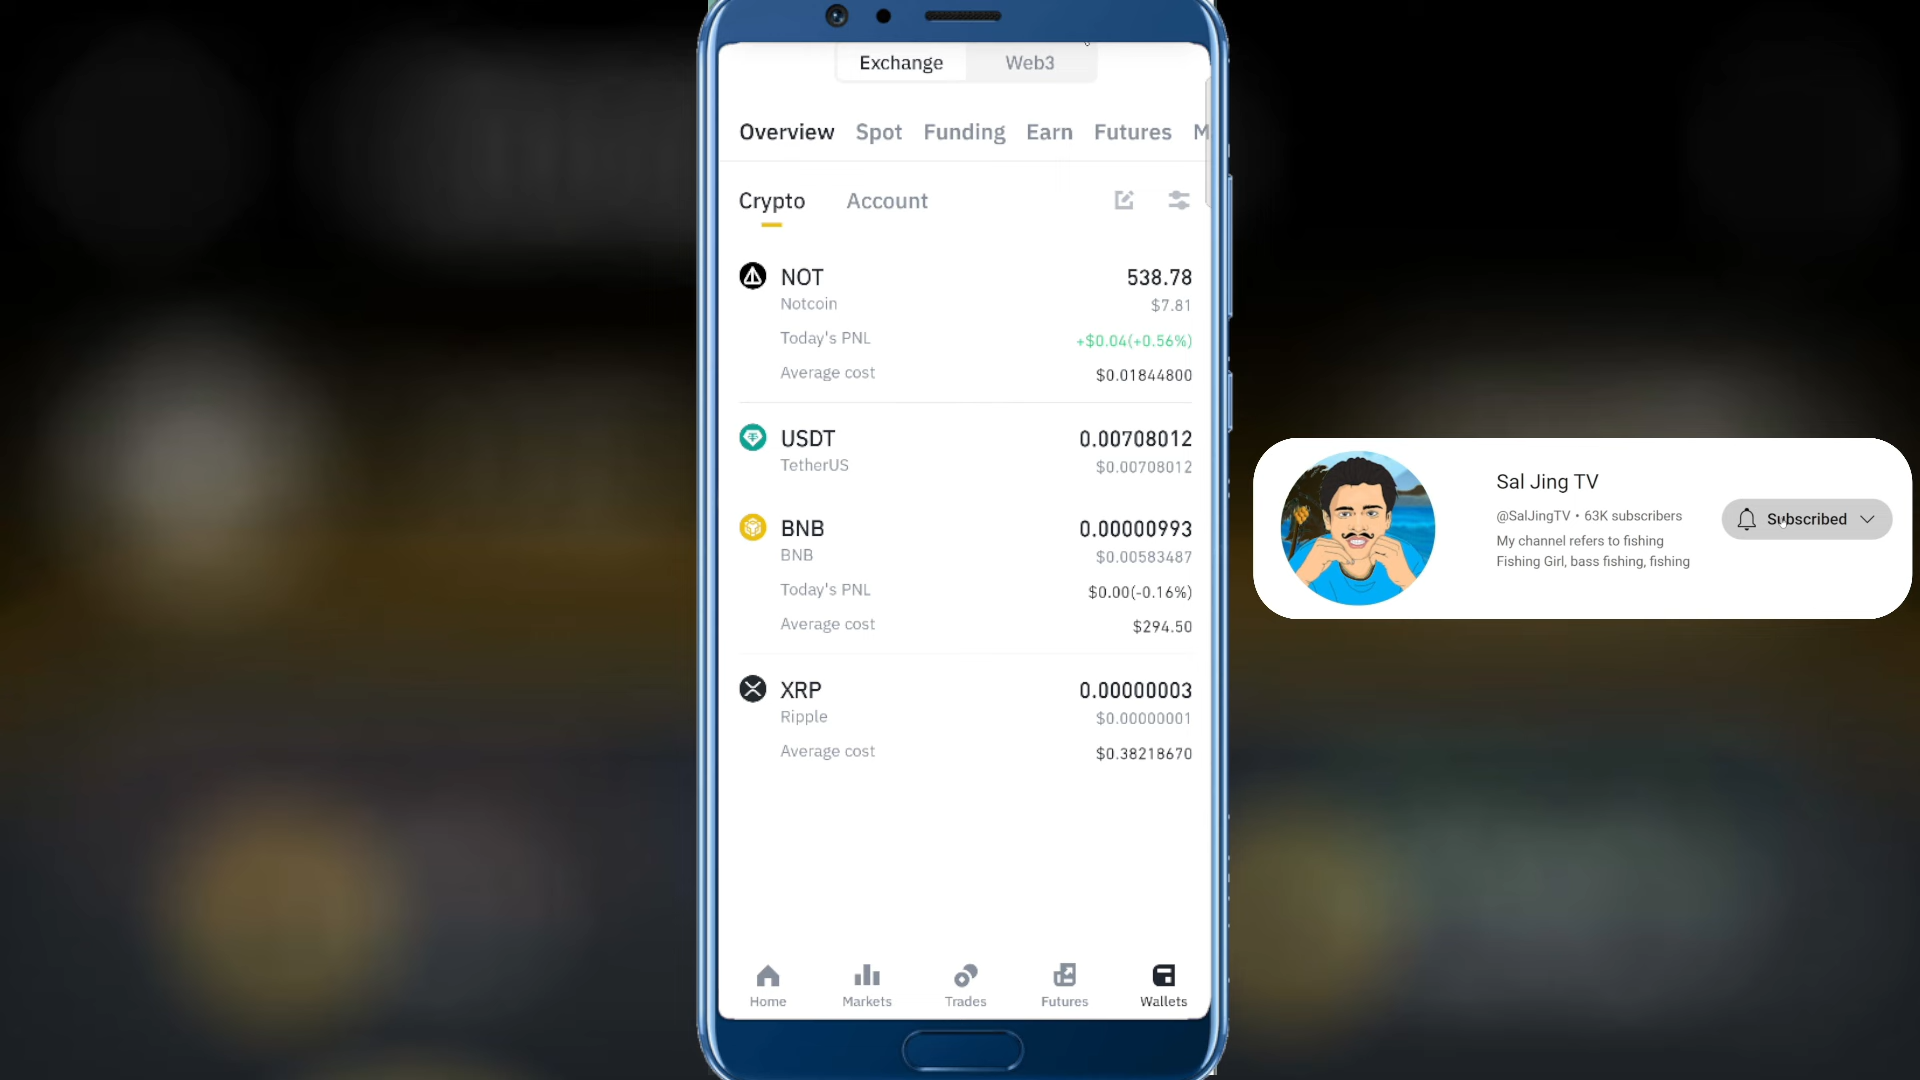 Exchange Web3
Overview Spot Funding Earn Futures M
Crypto Account
NOT 538.78
Notcoin $7.81
Today's PNL +$0.04(+0.56%)
Average cost $0.01844800
USDT 0.00708012
TetherUS $0.00708012
BNB 0.00000993
BNB $0.00583487
Today's PNL $0.00(-0.16%)
Average cost $294.50
XRP 0.00000003
Ripple $0.00000001
Average cost $0.38218670
Home Markets Trades Futures Wallets
Sal Jing TV
@SalJingTV • 63K subscribers
My channel refers to fishing
Fishing Girl, bass fishing, fishing
Subscribed